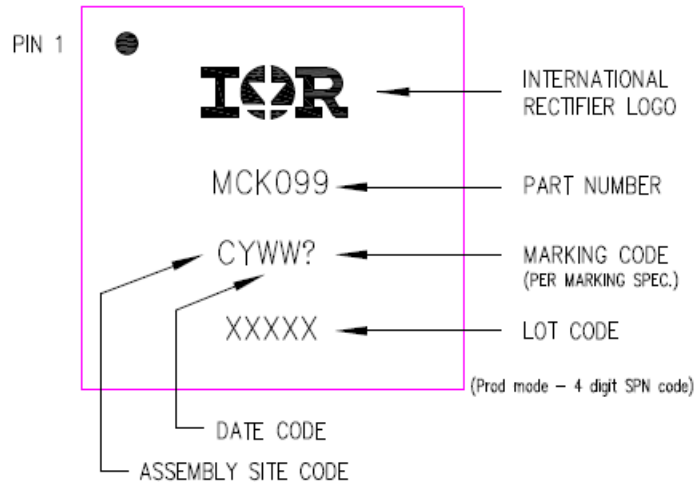 PIN 1
IOR
INTERNATIONAL
RECTIFIER LOGO
MCK099
PART NUMBER
CYWW?
MARKING CODE
(PER MARKING SPEC.)
XXXXX
LOT CODE
(Prod mode – 4 digit SPN code)
DATE CODE
ASSEMBLY SITE CODE